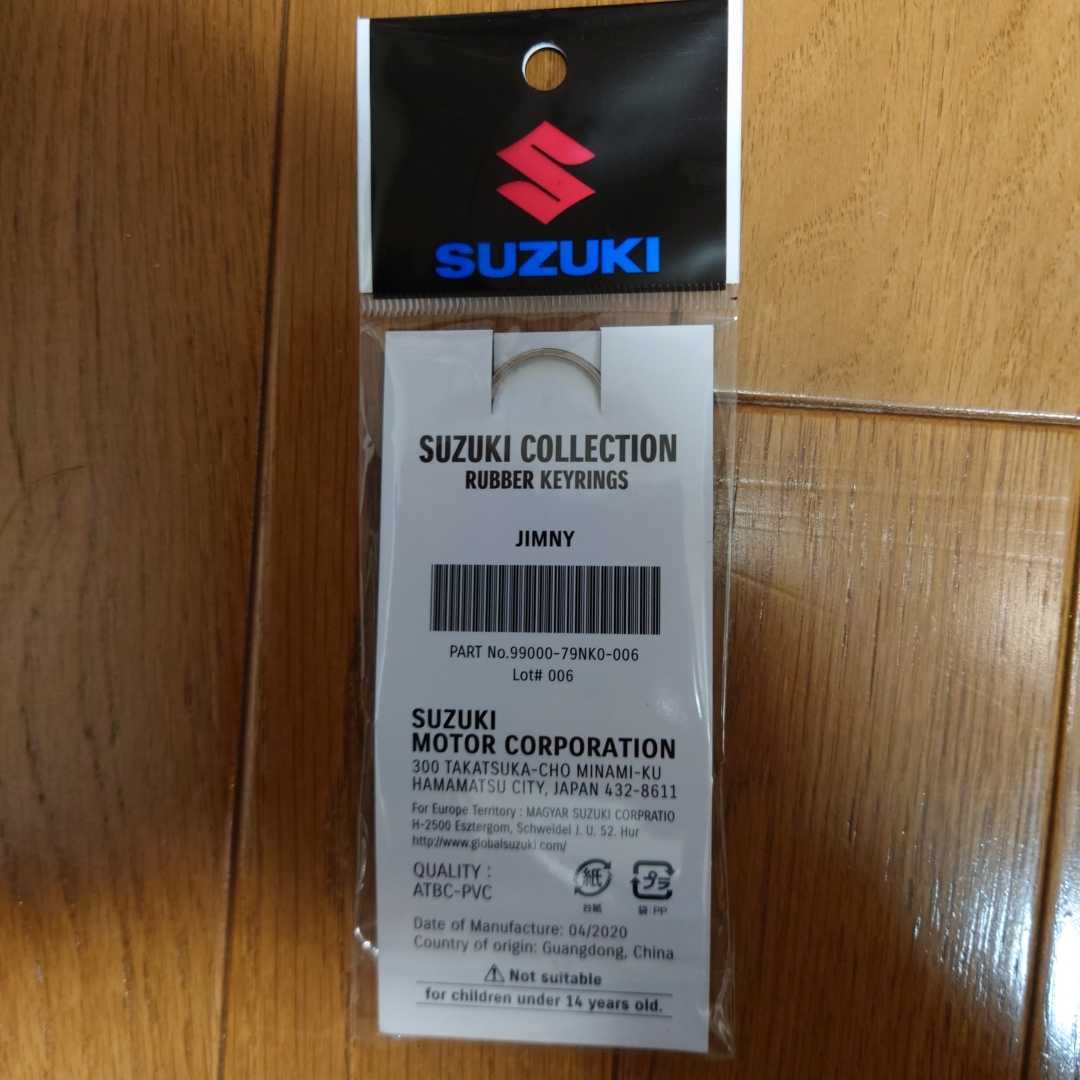 SUZUKI
SUZUKI COLLECTION
RUBBER KEYRINGS
JIMNY
PART No.99000-79NK0-006
Lot# 006
SUZUKI
MOTOR CORPORATION
300 TAKATSUKA-CHO MINAMI-KU
HAMAMATSU CITY, JAPAN 432-8611
For Europe Territory : MAGYAR SUZUKI CORPRATIO
H-2500 Esztergom, Schweidel J. U. 52. Hur
http://www.globalsuzuki.com/
QUALITY :
ATBC-PVC
紙
台紙
プラ
袋:PP
Date of Manufacture: 04/2020
Country of origin: Guangdong, China
Not suitable
for children under 14 years old.